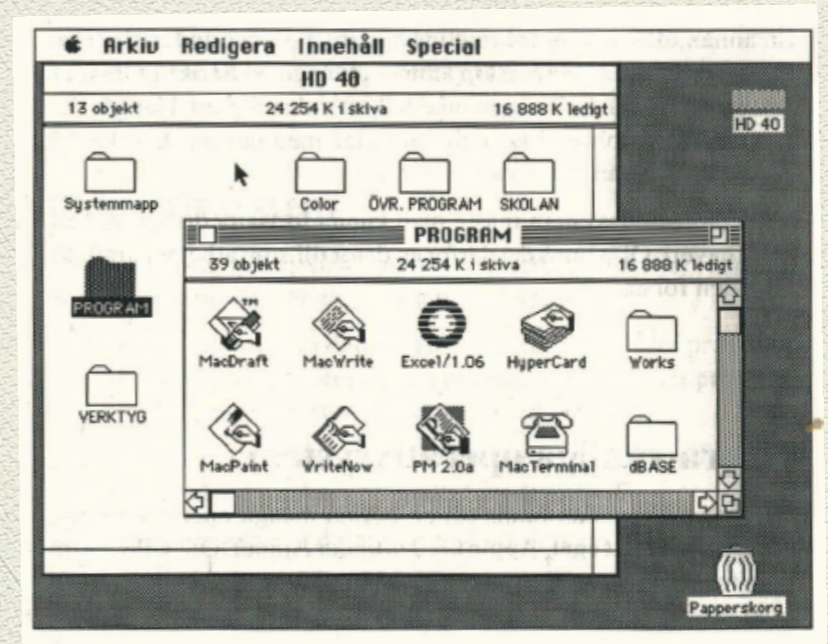 Arkiv Redigera Innehåll Special
HD 40
13 objekt 24 254 K i skiva 16 888 K ledigt
HD 40
Systemmapp Color ÖVR. PROGRAM SKOLAN
PROGRAM
39 objekt 24 254 K i skiva 16 888 K ledigt
PROGRAM
MacDraft MacWrite Excel/1.06 HyperCard Works
VERKTYG
MacPaint WriteNow PM 2.0a MacTerminal dBASE
Papperskorg